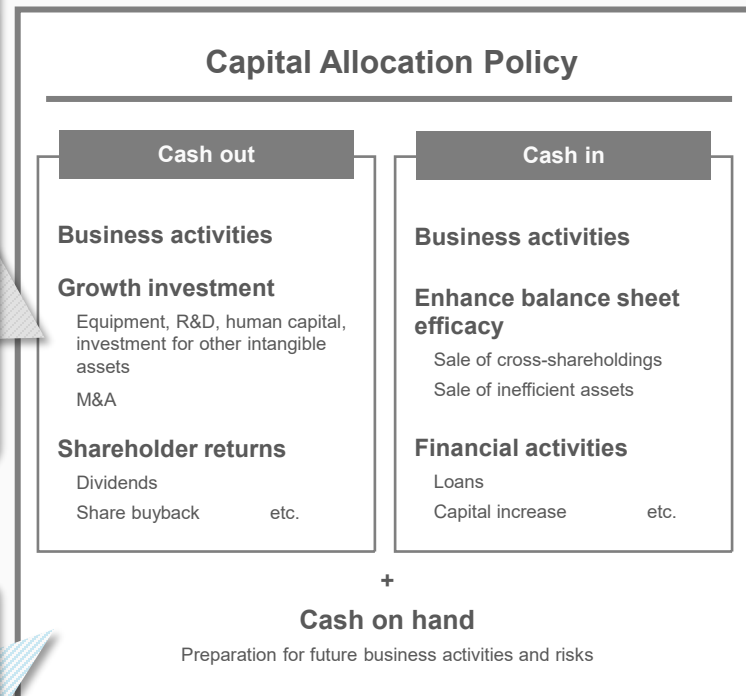 Capital Allocation Policy
Cash out
Business activities
Growth investment
Equipment, R&D, human capital,
investment for other intangible
assets
M&A
Shareholder returns
Dividends
Share buyback etc.
Cash in
Business activities
Enhance balance sheet
efficacy
Sale of cross-shareholdings
Sale of inefficient assets
Financial activities
Loans
Capital increase etc.
+
Cash on hand
Preparation for future business activities and risks